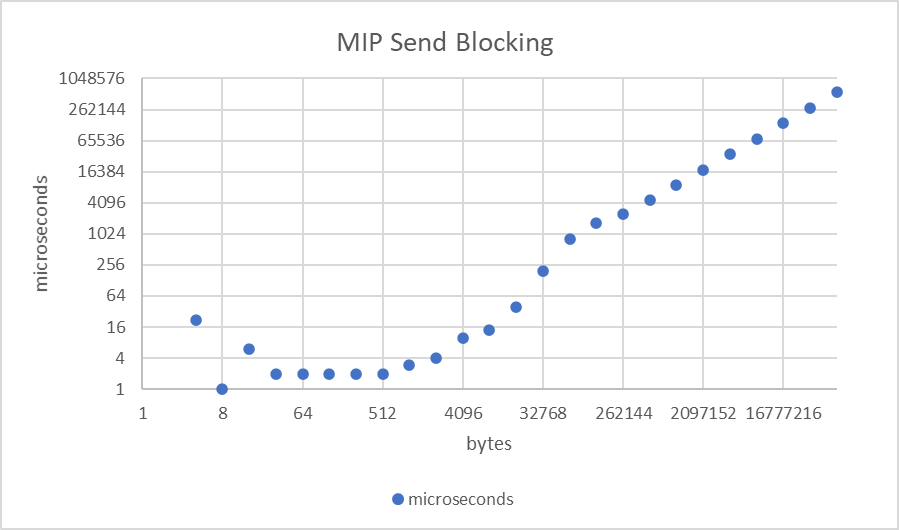 MIP Send Blocking
1048576
262144
65536
16384
4096
1024
256
64
16
4
1
microseconds
1 8 64 512 4096 32768 262144 2097152 16777216
bytes
microseconds